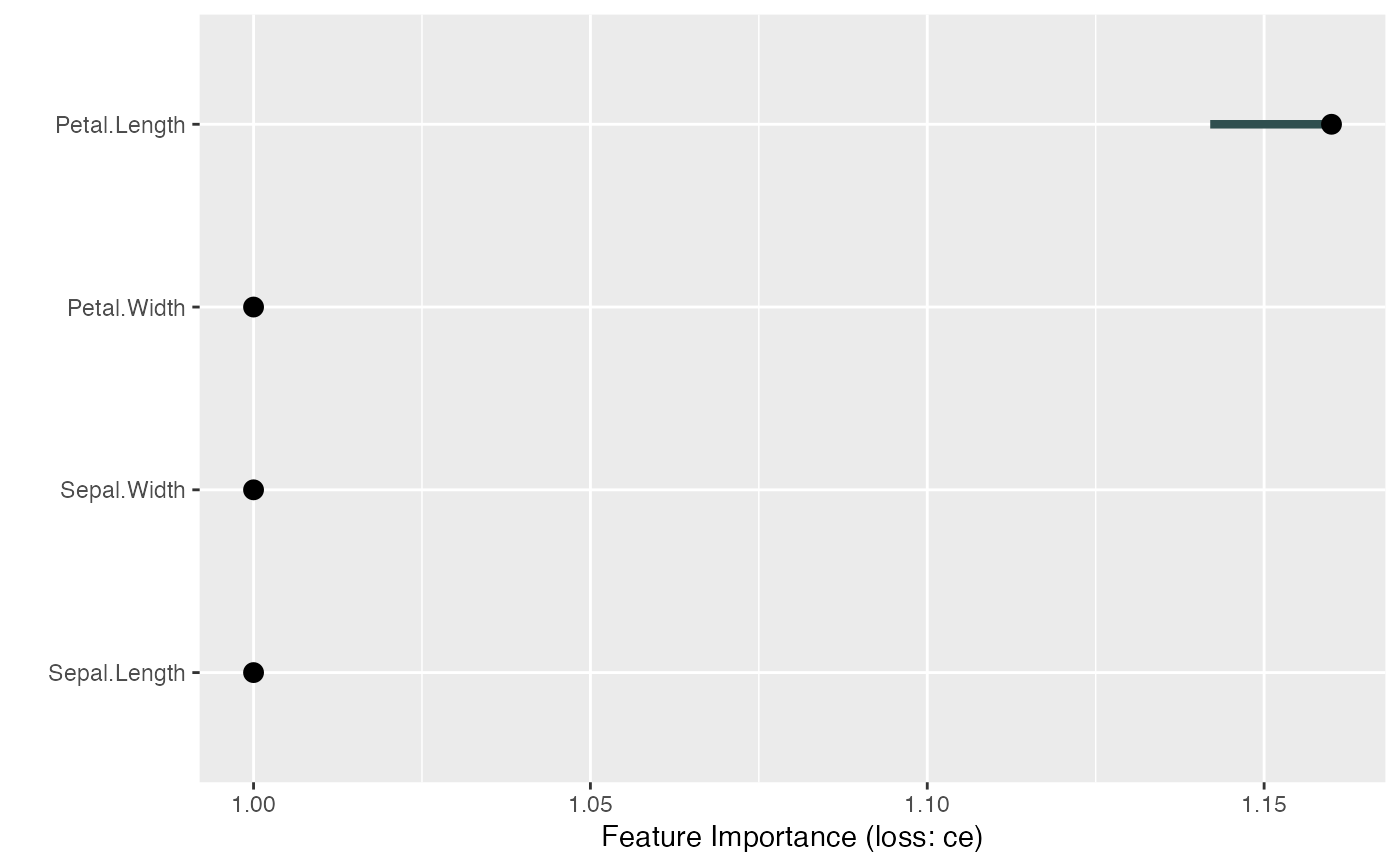 Petal.Length
Petal.Width
Sepal.Width
Sepal.Length
1.00 1.05 1.10 1.15
Feature Importance (loss: ce)